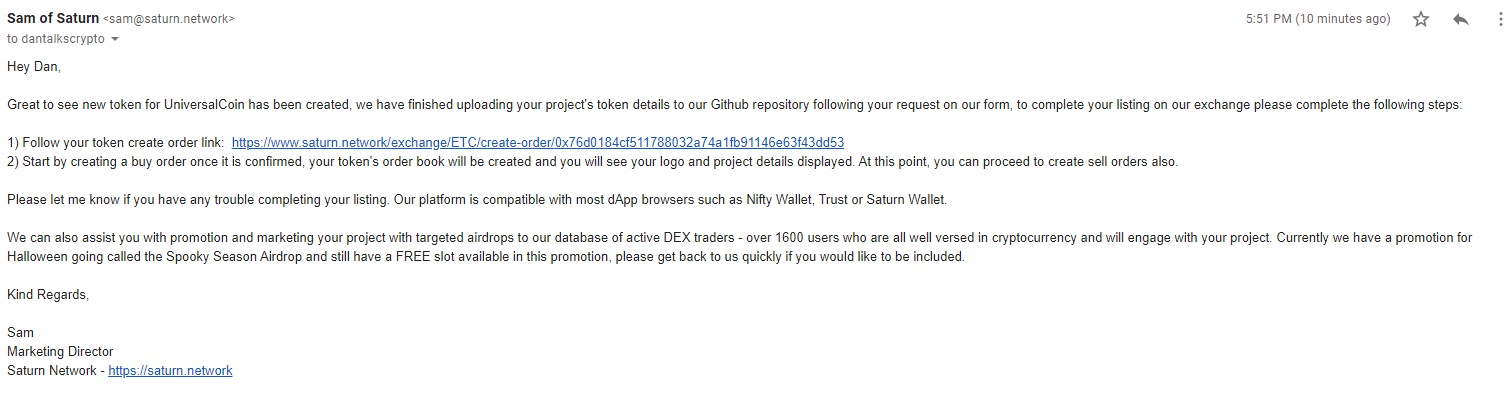 Sam of Saturn <sam@saturn.network> 5:51 PM (10 minutes ago)
to dantalkscrypto
Hey Dan,
Great to see new token for UniversalCoin has been created, we have finished uploading your project's token details to our Github repository following your request on our form, to complete your listing on our exchange please complete the following steps:
1) Follow your token create order link: https://www.saturn.network/exchange/ETC/create-order/0x76d0184cf511788032a74a1fb91146e63f43dd53
2) Start by creating a buy order once it is confirmed, your token's order book will be created and you will see your logo and project details displayed. At this point, you can proceed to create sell orders also.
Please let me know if you have any trouble completing your listing. Our platform is compatible with most dApp browsers such as Nifty Wallet, Trust or Saturn Wallet.
We can also assist you with promotion and marketing your project with targeted airdrops to our database of active DEX traders - over 1600 users who are all well versed in cryptocurrency and will engage with your project. Currently we have a promotion for
Halloween going called the Spooky Season Airdrop and still have a FREE slot available in this promotion, please get back to us quickly if you would like to be included.
Kind Regards,
Sam
Marketing Director
Saturn Network - https://saturn.network